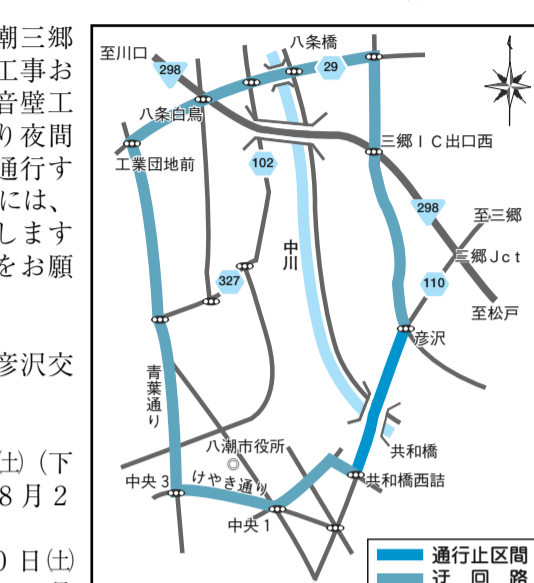 潮三郷
工事お
音壁工
り夜間
通行す
には、
します
をお願
彦沢交
㈯（下
8月2
0日㈯
至川口
298
八条橋
29
八条白鳥
工業団地前
102
三郷ＩＣ出口西
298
至三郷
三郷Jct
中川
327
110
至松戸
彦沢
青葉通り
八潮市役所
共和橋
中央3
けやき通り
共和橋西詰
中央1
通行止区間
迂回路